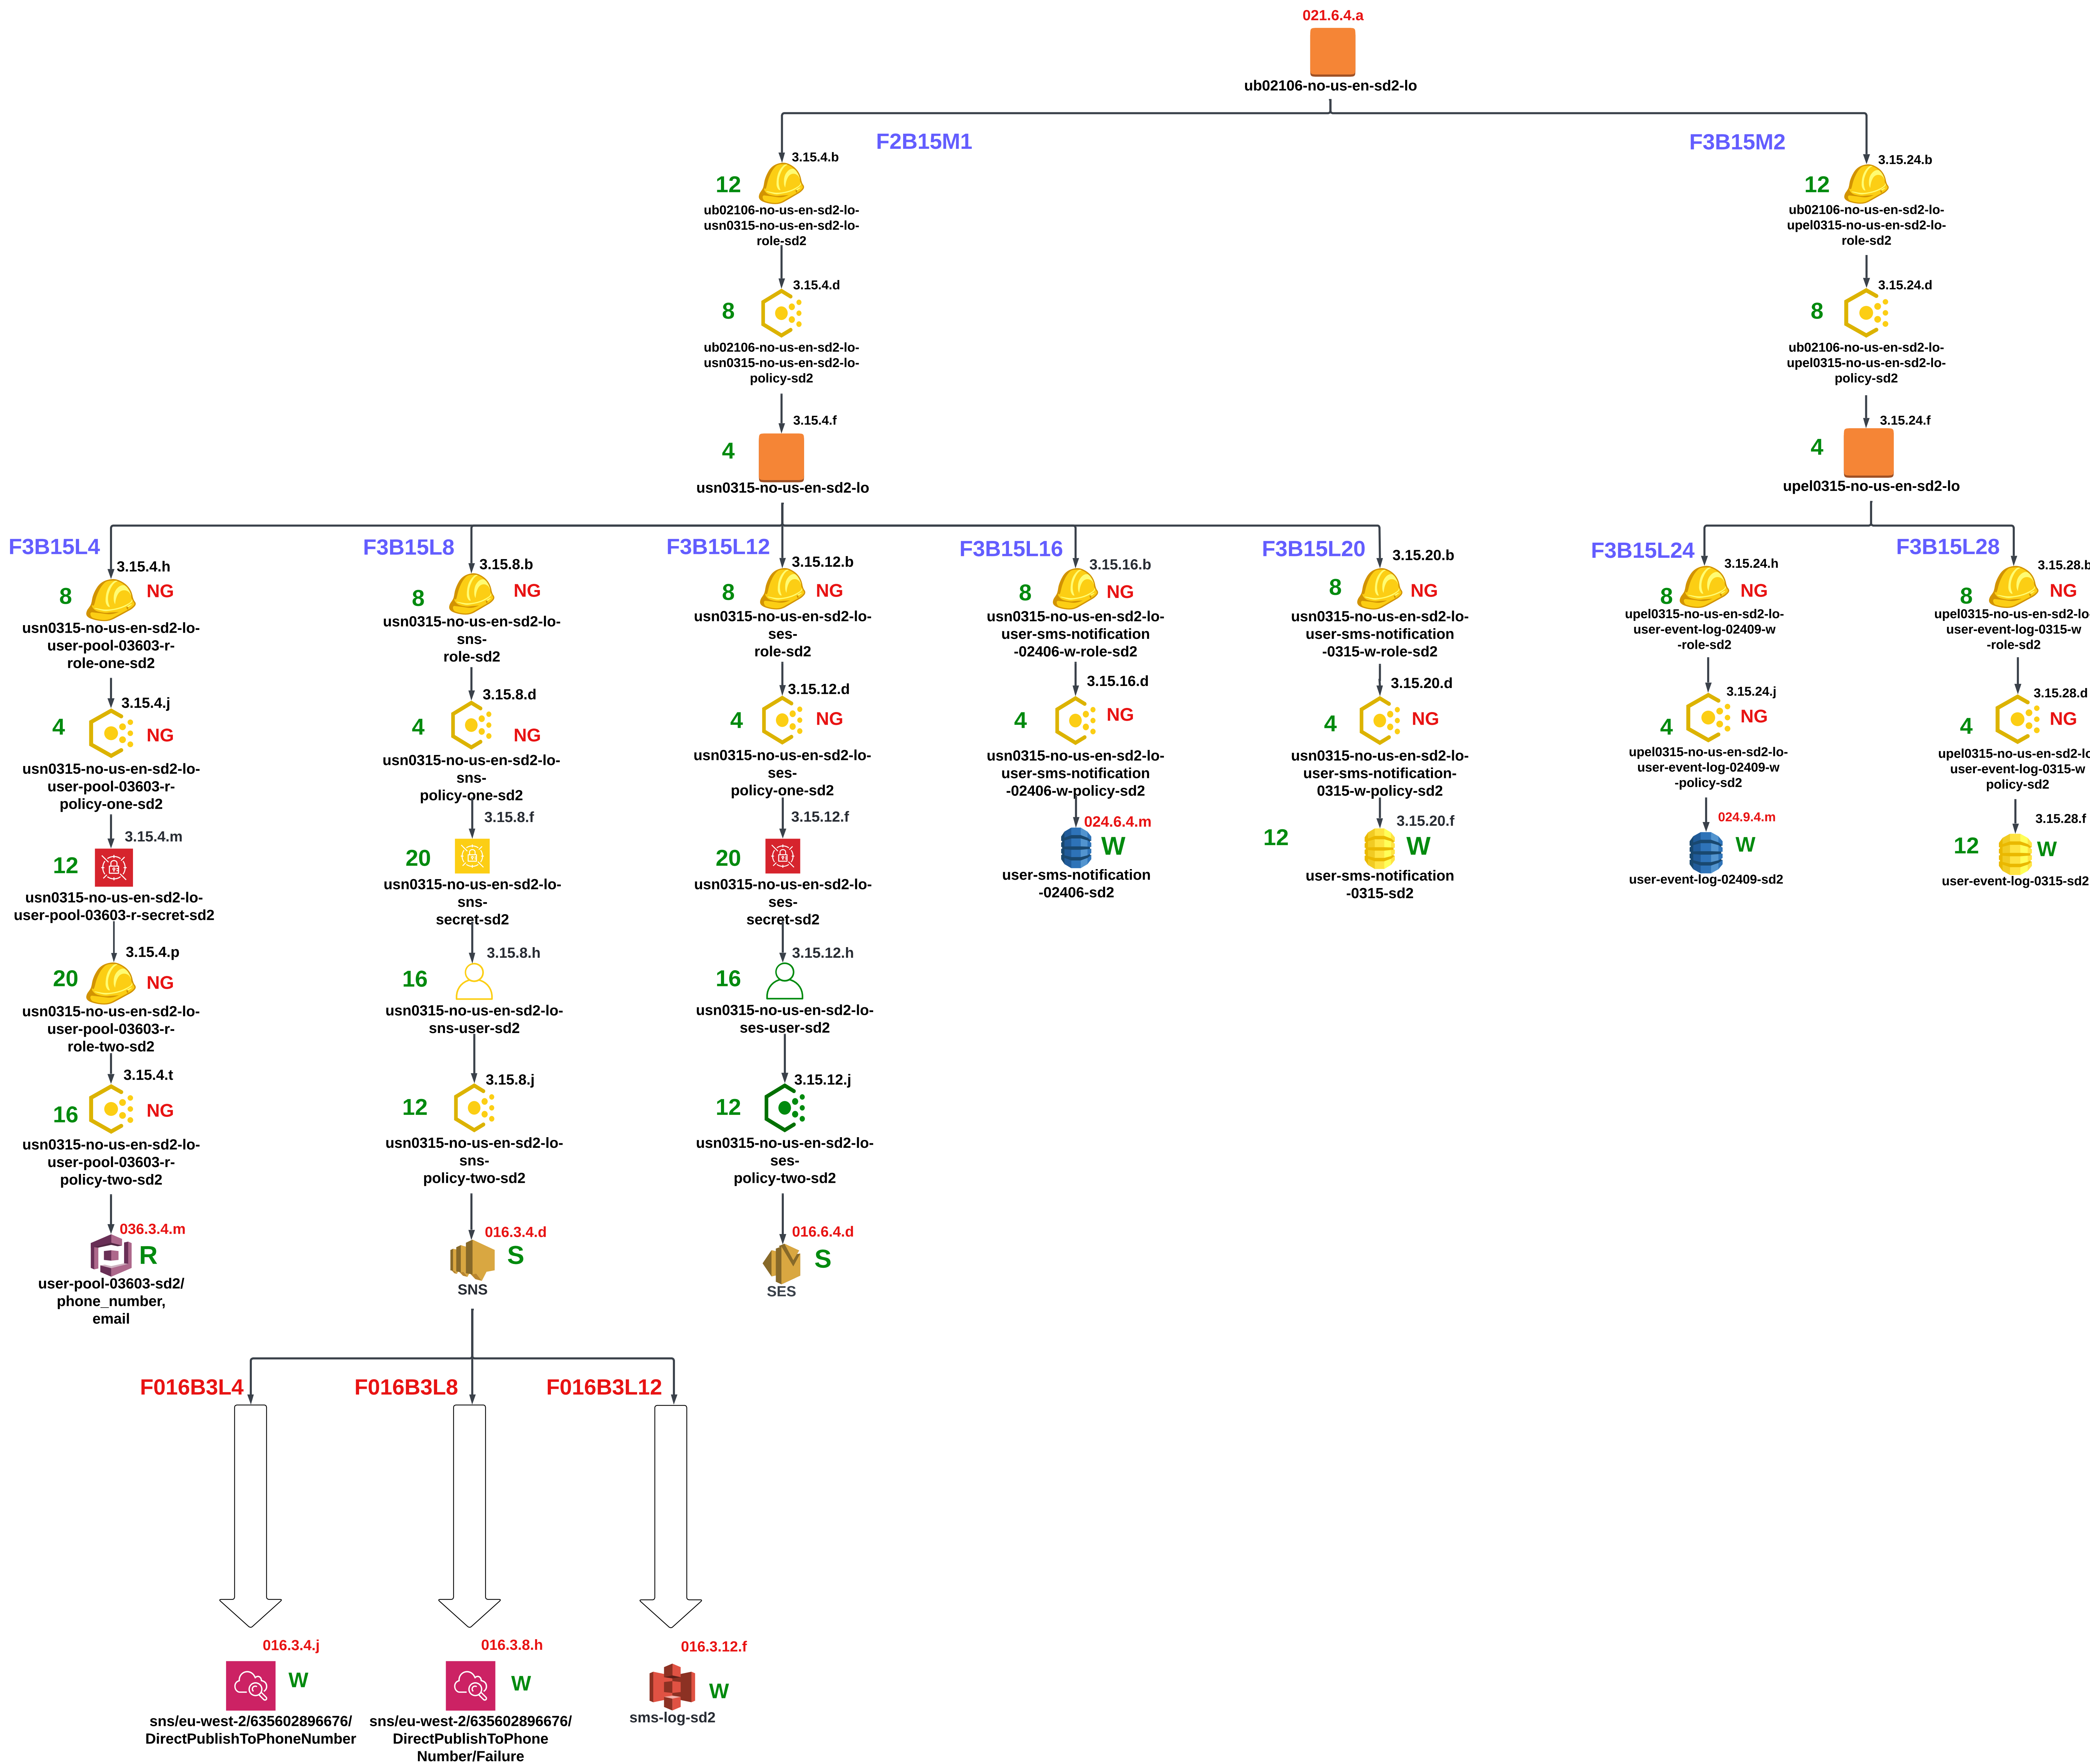 021.6.4.a
ub02106-no-us-en-sd2-lo
F2B15M1
F3B15M2
3.15.4.b
12
ub02106-no-us-en-sd2-lo-
usn0315-no-us-en-sd2-lo-
role-sd2
3.15.4.d
8
ub02106-no-us-en-sd2-lo-
usn0315-no-us-en-sd2-lo-
policy-sd2
3.15.4.f
4
usn0315-no-us-en-sd2-lo
3.15.24.b
12
ub02106-no-us-en-sd2-lo-
upel0315-no-us-en-sd2-lo-
role-sd2
3.15.24.d
8
ub02106-no-us-en-sd2-lo-
upel0315-no-us-en-sd2-lo-
policy-sd2
3.15.24.f
4
upel0315-no-us-en-sd2-lo
F3B15L4
3.15.4.h
8
NG
usn0315-no-us-en-sd2-lo-
user-pool-03603-r-
role-one-sd2
3.15.4.j
4
NG
usn0315-no-us-en-sd2-lo-
user-pool-03603-r-
policy-one-sd2
3.15.4.m
12
usn0315-no-us-en-sd2-lo-
user-pool-03603-r-secret-sd2
3.15.4.p
20
NG
usn0315-no-us-en-sd2-lo-
user-pool-03603-r-
role-two-sd2
3.15.4.t
16
NG
usn0315-no-us-en-sd2-lo-
user-pool-03603-r-
policy-two-sd2
036.3.4.m
R
user-pool-03603-sd2/
phone_number,
email
F3B15L8
3.15.8.b
8
NG
usn0315-no-us-en-sd2-lo-
sns-
role-sd2
3.15.8.d
4
NG
usn0315-no-us-en-sd2-lo-
sns-
policy-one-sd2
3.15.8.f
20
usn0315-no-us-en-sd2-lo-
sns-
secret-sd2
3.15.8.h
16
usn0315-no-us-en-sd2-lo-
sns-user-sd2
3.15.8.j
12
usn0315-no-us-en-sd2-lo-
sns-
policy-two-sd2
016.3.4.d
S
SNS
F3B15L12
3.15.12.b
8
NG
usn0315-no-us-en-sd2-lo-
ses-
role-sd2
3.15.12.d
4
NG
usn0315-no-us-en-sd2-lo-
ses-
policy-one-sd2
3.15.12.f
20
usn0315-no-us-en-sd2-lo-
ses-
secret-sd2
3.15.12.h
16
usn0315-no-us-en-sd2-lo-
ses-user-sd2
3.15.12.j
12
usn0315-no-us-en-sd2-lo-
ses-
policy-two-sd2
016.6.4.d
S
SES
F3B15L16
3.15.16.b
8
NG
usn0315-no-us-en-sd2-lo-
user-sms-notification
-02406-w-role-sd2
3.15.16.d
4
NG
usn0315-no-us-en-sd2-lo-
user-sms-notification
-02406-w-policy-sd2
024.6.4.m
W
user-sms-notification
-02406-sd2
F3B15L20
3.15.20.b
8
NG
usn0315-no-us-en-sd2-lo-
user-sms-notification
-0315-w-role-sd2
3.15.20.d
4
NG
usn0315-no-us-en-sd2-lo-
user-sms-notification-
0315-w-policy-sd2
3.15.20.f
12
W
user-sms-notification
-0315-sd2
F3B15L24
3.15.24.h
8
NG
upel0315-no-us-en-sd2-lo-
user-event-log-02409-w
-role-sd2
3.15.24.j
4
NG
upel0315-no-us-en-sd2-lo-
user-event-log-02409-w
-policy-sd2
024.9.4.m
W
user-event-log-02409-sd2
F3B15L28
3.15.28.b
8
NG
upel0315-no-us-en-sd2-lo
user-event-log-0315-w
-role-sd2
3.15.28.d
4
NG
upel0315-no-us-en-sd2-lo
user-event-log-0315-w
policy-sd2
3.15.28.f
12
W
user-event-log-0315-sd2
F016B3L4
F016B3L8
F016B3L12
016.3.4.j
W
sns/eu-west-2/635602896676/
DirectPublishToPhoneNumber
016.3.8.h
W
sns/eu-west-2/635602896676/
DirectPublishToPhone
Number/Failure
016.3.12.f
W
sms-log-sd2